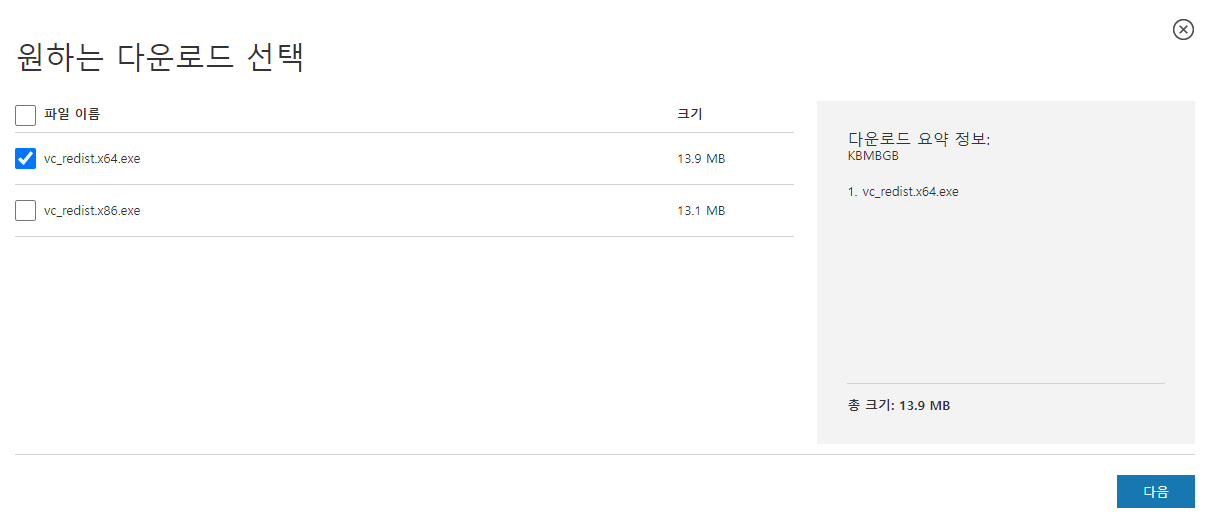 원하는 다운로드 선택
파일 이름 크기
vc_redist.x64.exe 13.9 MB
vc_redist.x86.exe 13.1 MB
다운로드 요약 정보:
KBMBGB
1. vc_redist.x64.exe
총 크기: 13.9 MB
다음